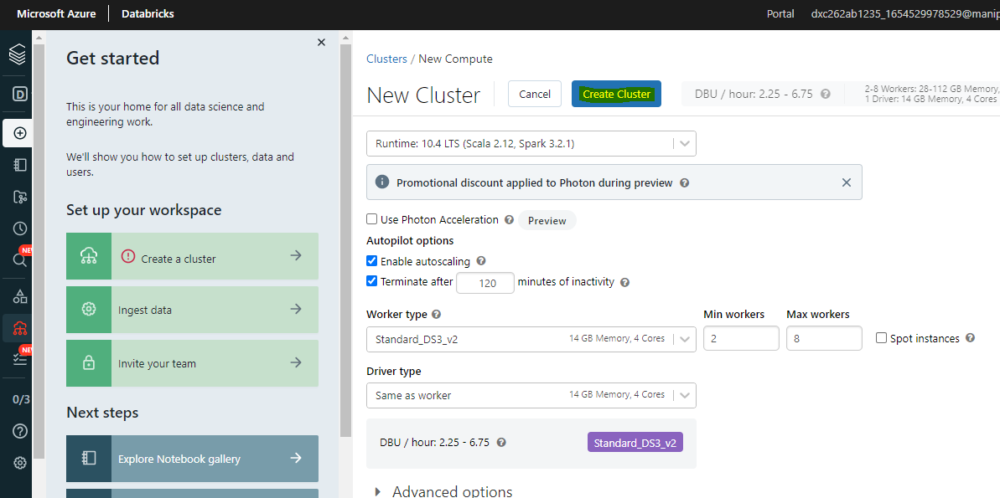 Microsoft Azure | Databricks
Portal
dxc262ab1235_1654529978529@manip
Get started
This is your home for all data science and
engineering work.
We'll show you how to set up clusters, data and
users.
Set up your workspace
Create a cluster
Ingest data
Invite your team
Next steps
Explore Notebook gallery
D
NEW
NEW
0/3
Clusters / New Compute
New Cluster
Cancel
Create Cluster
DBU / hour: 2.25 - 6.75
2-8 Workers: 28-112 GB Memory,
1 Driver: 14 GB Memory, 4 Cores
Runtime: 10.4 LTS (Scala 2.12, Spark 3.2.1)
Promotional discount applied to Photon during preview
Use Photon Acceleration
Preview
Autopilot options
Enable autoscaling
Terminate after 120 minutes of inactivity
Worker type
Min workers
Max workers
Standard_DS3_v2
14 GB Memory, 4 Cores
2
8
Spot instances
Driver type
Same as worker
14 GB Memory, 4 Cores
DBU / hour: 2.25 - 6.75
Standard_DS3_v2
Advanced options